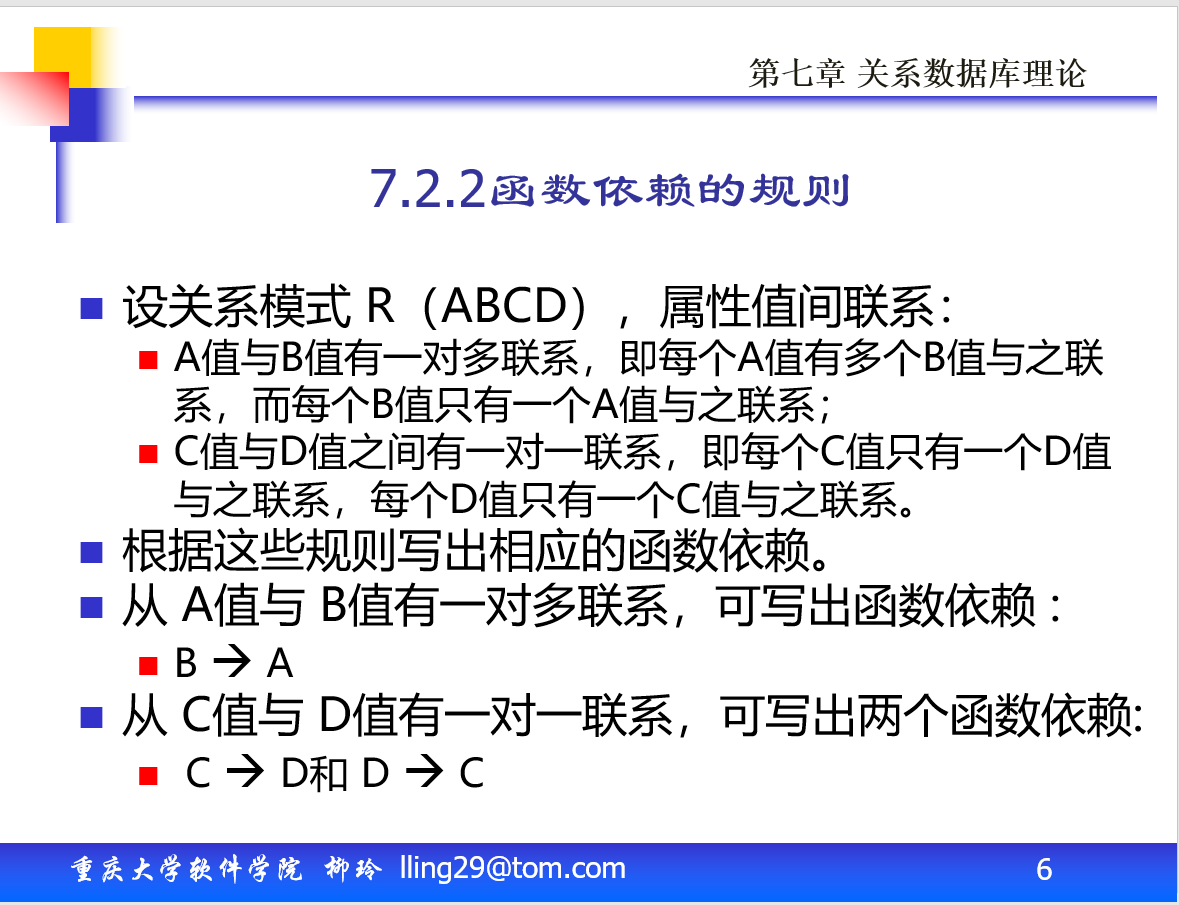 第七章 关系数据库理论
7.2.2函数依赖的规则
设关系模式 R（ABCD），属性值间联系：
A值与B值有一对多联系，即每个A值有多个B值与之联
系，而每个B值只有一个A值与之联系；
C值与D值之间有一对一联系，即每个C值只有一个D值
与之联系，每个D值只有一个C值与之联系。
根据这些规则写出相应的函数依赖。
从 A值与 B值有一对多联系，可写出函数依赖 ：
B → A
从 C值与 D值有一对一联系，可写出两个函数依赖:
C → D和 D → C
重庆大学软件学院 柳玲 lling29@tom.com 6